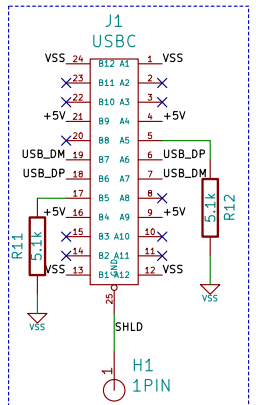 J1
USBC
VSS 24 B12 A1 1 VSS
23 B11 A2 2
22 B10 A3 3
+5V 21 B9 A4 4 +5V
20 B8 A5 5
USB_DM 19 B7 A6 6 USB_DP
USB_DP 18 B6 A7 7 USB_DM
17 B5 A8 8
+5V 16 B4 A9 9 +5V
15 B3 A10 10
14 B2 A11 11
VSS 13 B1 A12 12 VSS
GND
25
R11
5.1k
VSS
R12
5.1k
VSS
SHLD
1
H1
1PIN